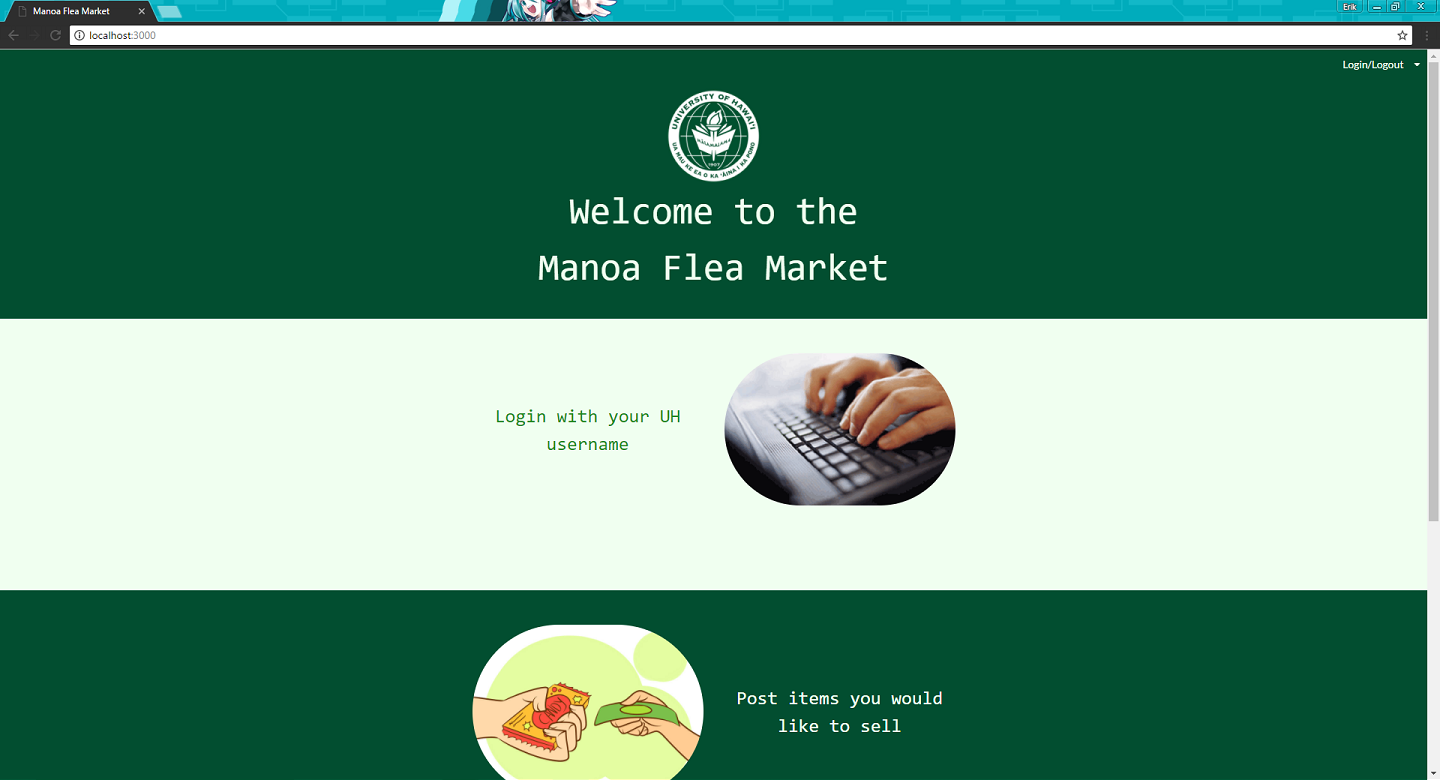 Manoa Flea Market
Erik
localhost:3000
Login/Logout
UNIVERSITY OF HAWAI'I
UA MAU KE EA O KA 'ĀINA I KA PONO
1907
Welcome to the
Manoa Flea Market
Login with your UH
username
Post items you would
like to sell